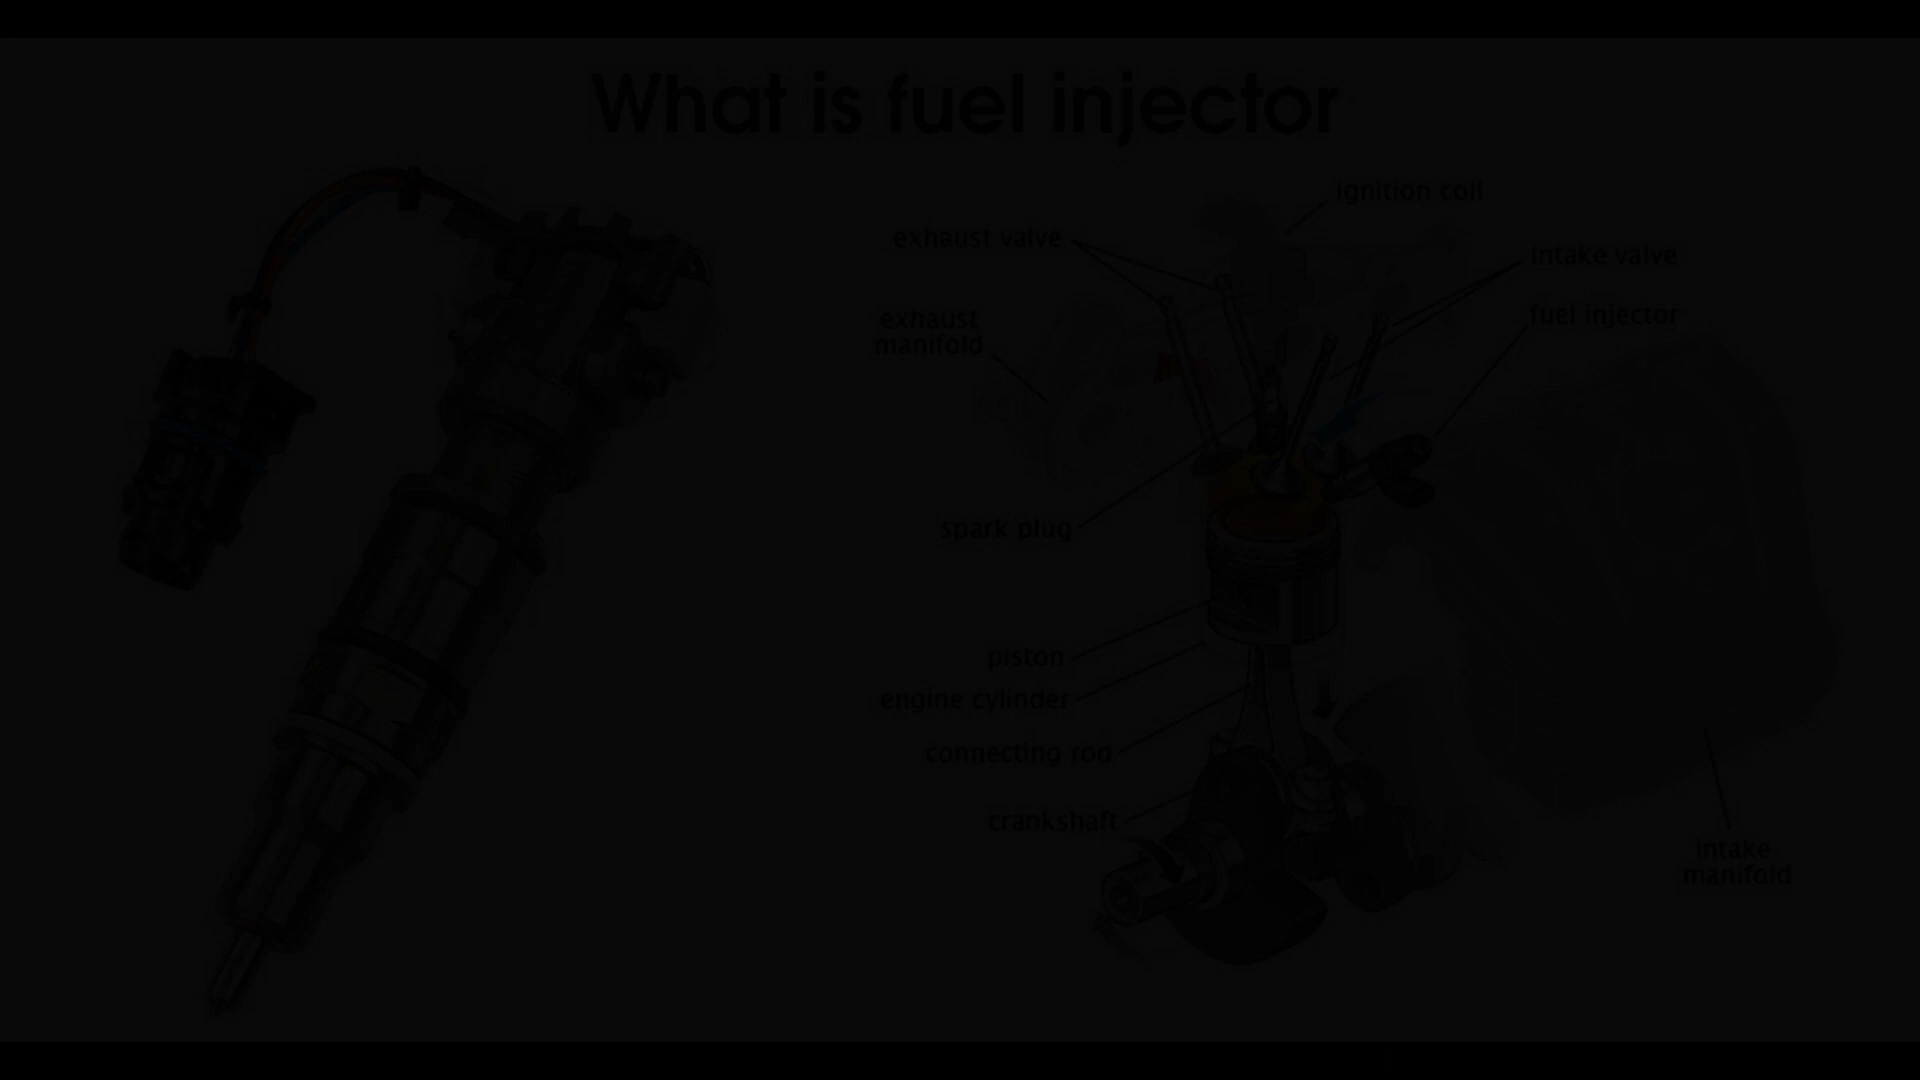 What is fuel injector
ignition coil
exhaust valve
intake valve
exhaust
manifold
fuel injector
spark plug
piston
engine cylinder
connecting rod
crankshaft
intake
manifold